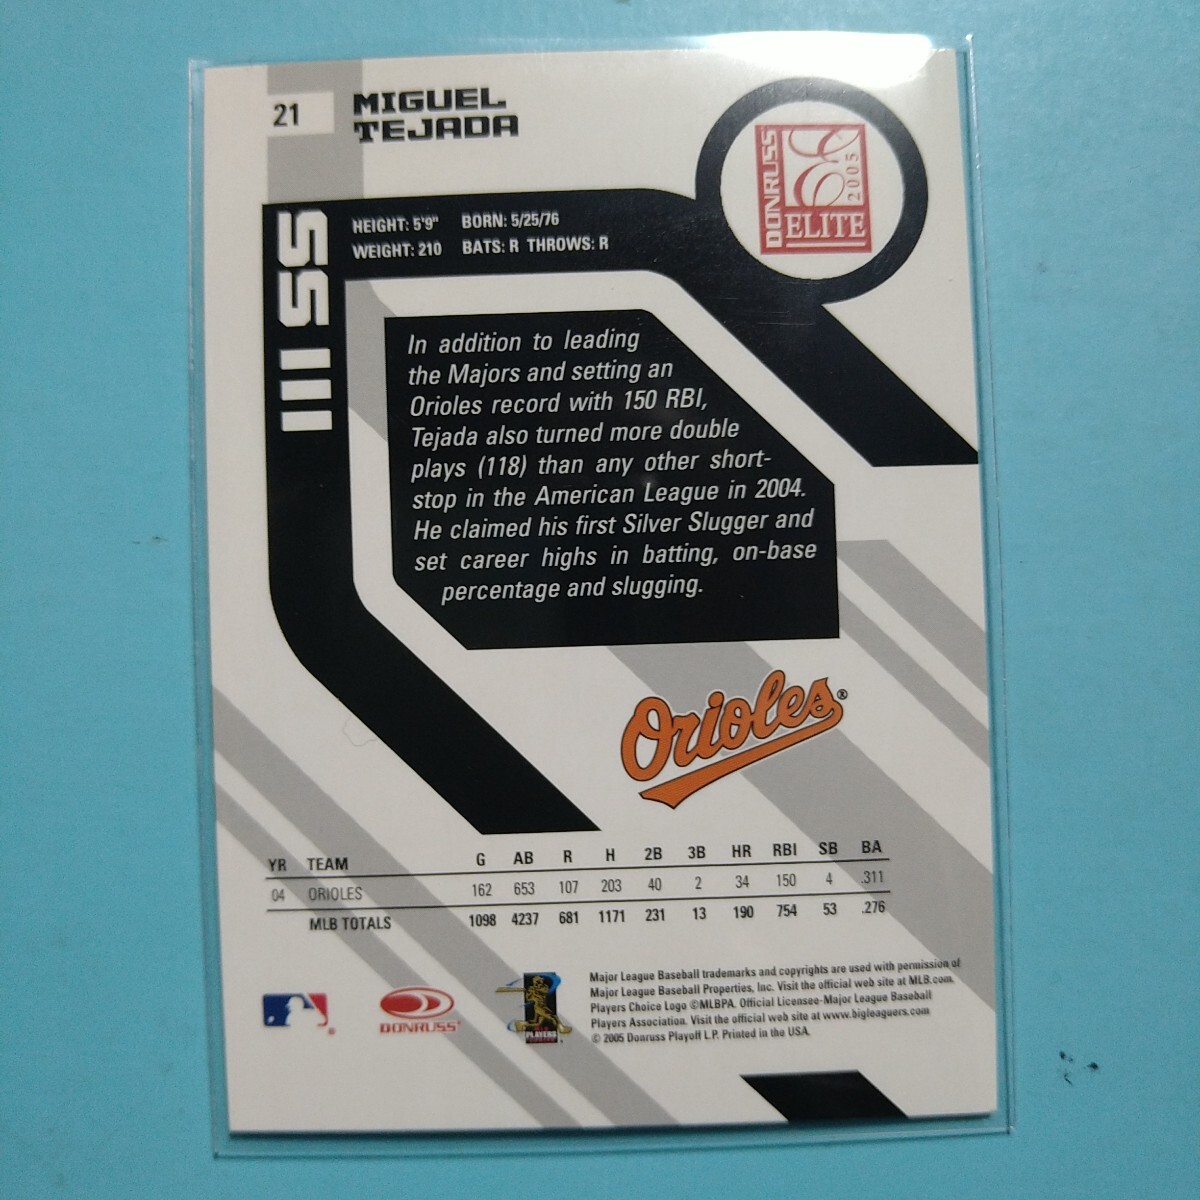 21
MIGUEL
TEJADA
DONRUSS
E
2005
ELITE
SS
HEIGHT: 5'9" BORN: 5/25/76
WEIGHT: 210 BATS: R THROWS: R
In addition to leading
the Majors and setting an
Orioles record with 150 RBI,
Tejada also turned more double
plays (118) than any other short-
stop in the American League in 2004.
He claimed his first Silver Slugger and
set career highs in batting, on-base
percentage and slugging.
Orioles®
YR TEAM G AB R H 2B 3B HR RBI SB BA
04 ORIOLES 162 653 107 203 40 2 34 150 4 .311
MLB TOTALS 1098 4237 681 1171 231 13 190 754 53 .276
DONRUSS
PLAYERS
Major League Baseball trademarks and copyrights are used with permission of
Major League Baseball Properties, Inc. Visit the official web site at MLB.com.
Players Choice Logo ©MLBPA. Official Licensee-Major League Baseball
Players Association. Visit the official web site at www.bigleaguers.com
© 2005 Donruss Playoff L.P. Printed in the USA.